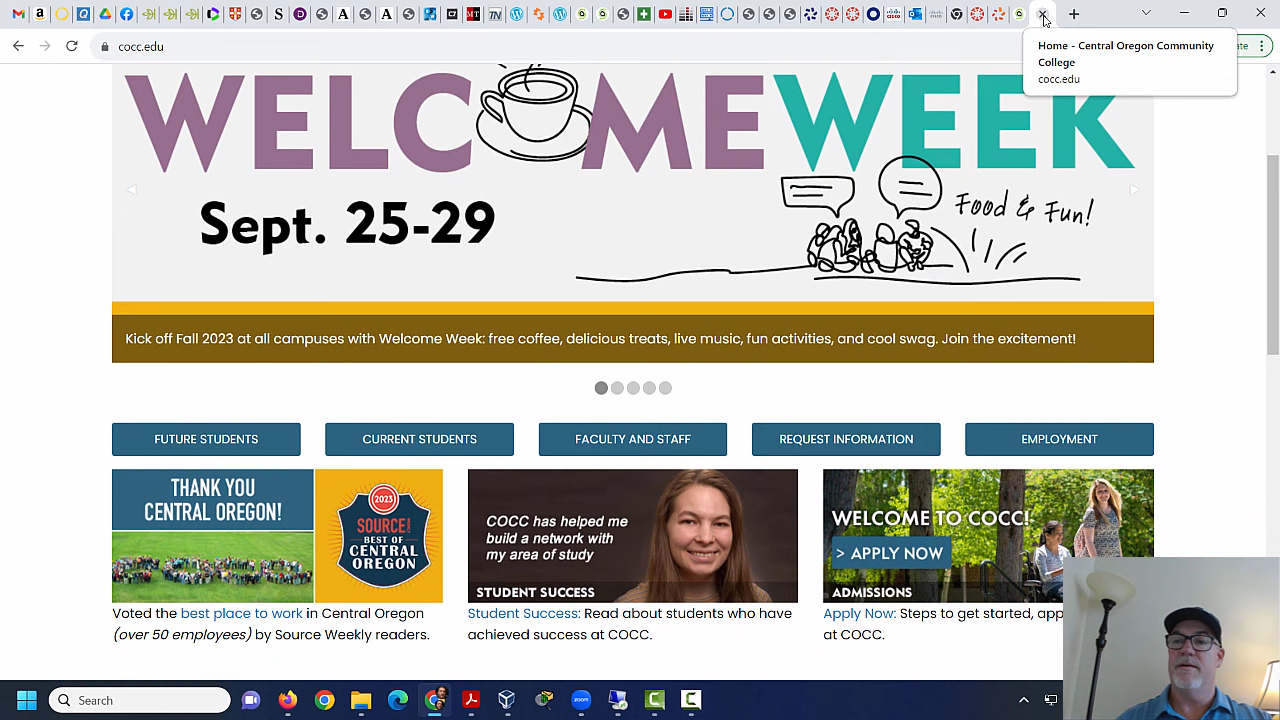 cocc.edu
Home - Central Oregon Community
College
cocc.edu
WELCOME WEEK
Sept. 25-29
Food & Fun!
Kick off Fall 2023 at all campuses with Welcome Week: free coffee, delicious treats, live music, fun activities, and cool swag. Join the excitement!
FUTURE STUDENTS
CURRENT STUDENTS
FACULTY AND STAFF
REQUEST INFORMATION
EMPLOYMENT
THANK YOU
CENTRAL OREGON!
2023
SOURCE
BEST OF
CENTRAL
OREGON
Voted the best place to work in Central Oregon
(over 50 employees) by Source Weekly readers.
COCC has helped me
build a network with
my area of study
STUDENT SUCCESS
Student Success: Read about students who have
achieved success at COCC.
WELCOME TO COCC!
> APPLY NOW
ADMISSIONS
Apply Now: Steps to get started, app
at COCC.
Search
zoom